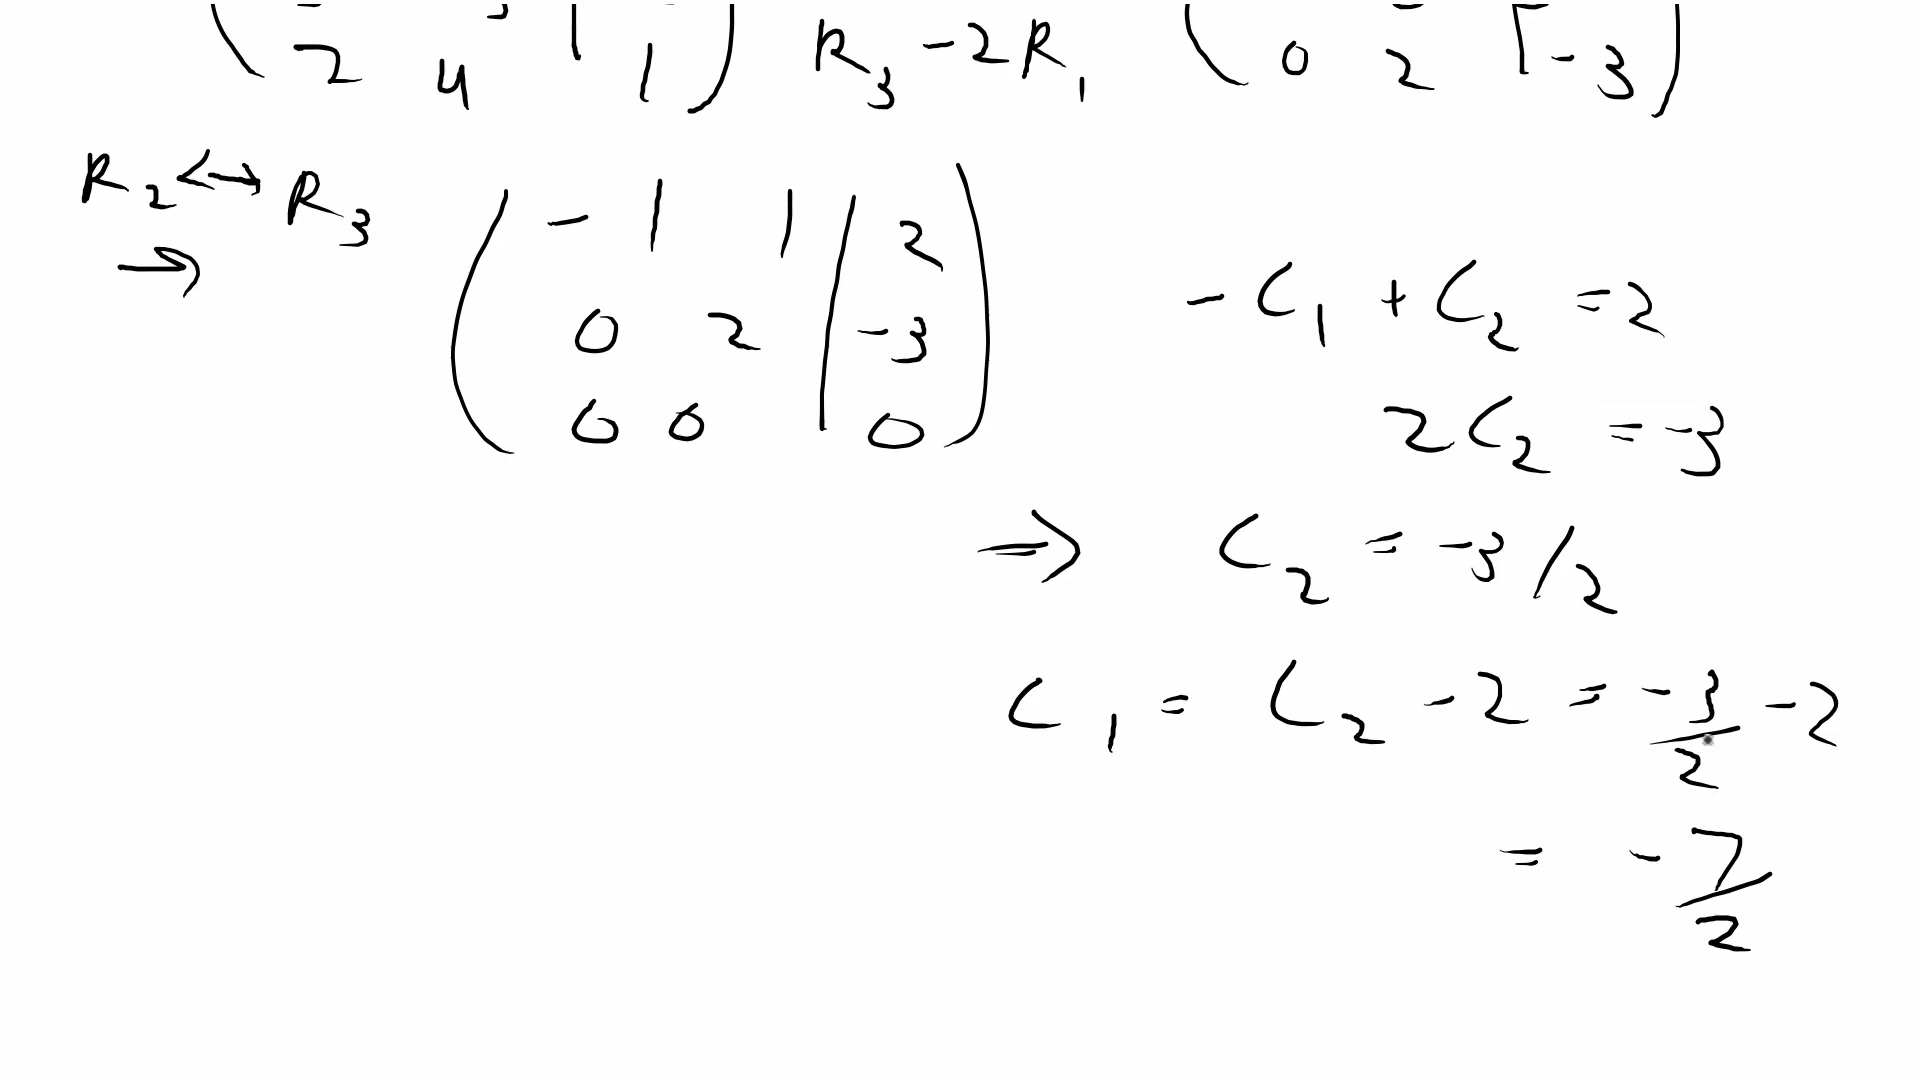 2 4 | 1 R₃ - 2R₁ 0 2 | -3
R₂ ↔ R₃
→
( -1 1 | 2
0 2 | -3
0 0 | 0 )
-C₁ + C₂ = 2
2C₂ = -3
⇒ C₂ = -3/2
C₁ = C₂ - 2 = -3/2 - 2
= -7/2